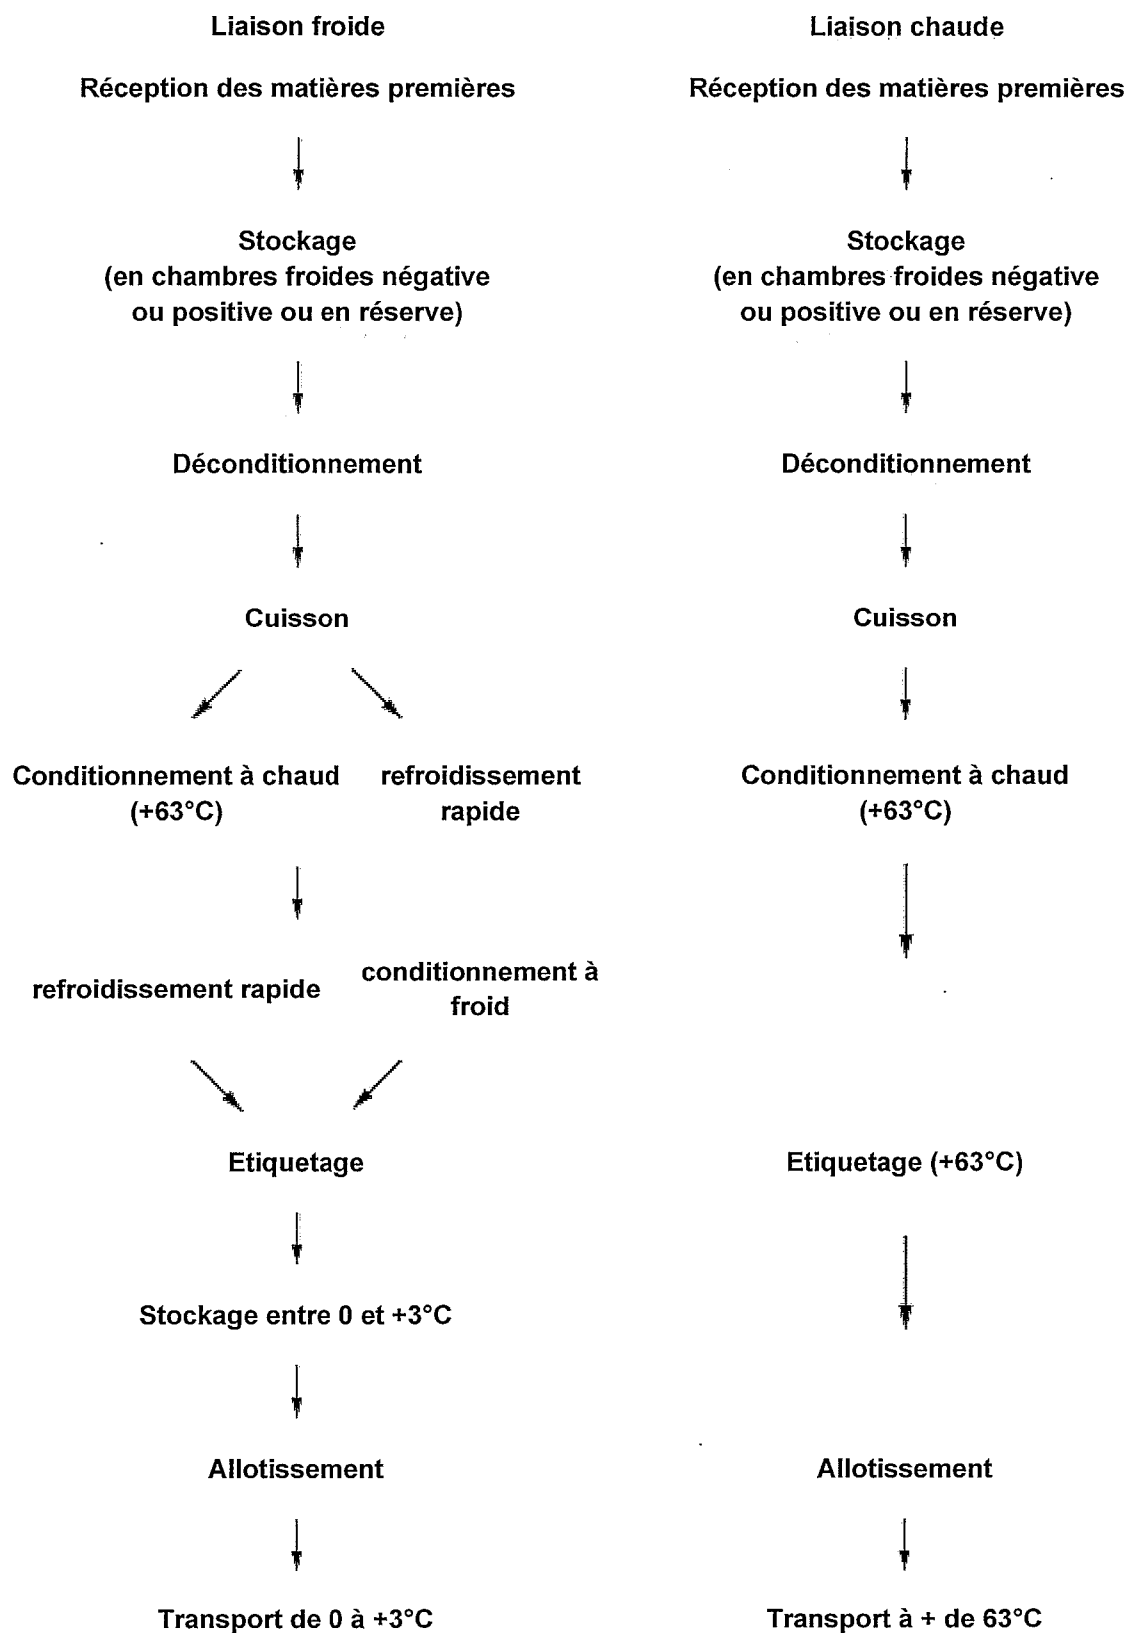 Liaison froide
Réception des matières premières
Stockage
(en chambres froides négative
ou positive ou en réserve)
Déconditionnement
Cuisson
Conditionnement à chaud
(+63°C)
refroidissement
rapide
refroidissement rapide
conditionnement à
froid
Etiquetage
Stockage entre 0 et +3°C
Allotissement
Transport de 0 à +3°C
Liaison chaude
Réception des matières premières
Stockage
(en chambres froides négative
ou positive ou en réserve)
Déconditionnement
Cuisson
Conditionnement à chaud
(+63°C)
Etiquetage (+63°C)
Allotissement
Transport à + de 63°C